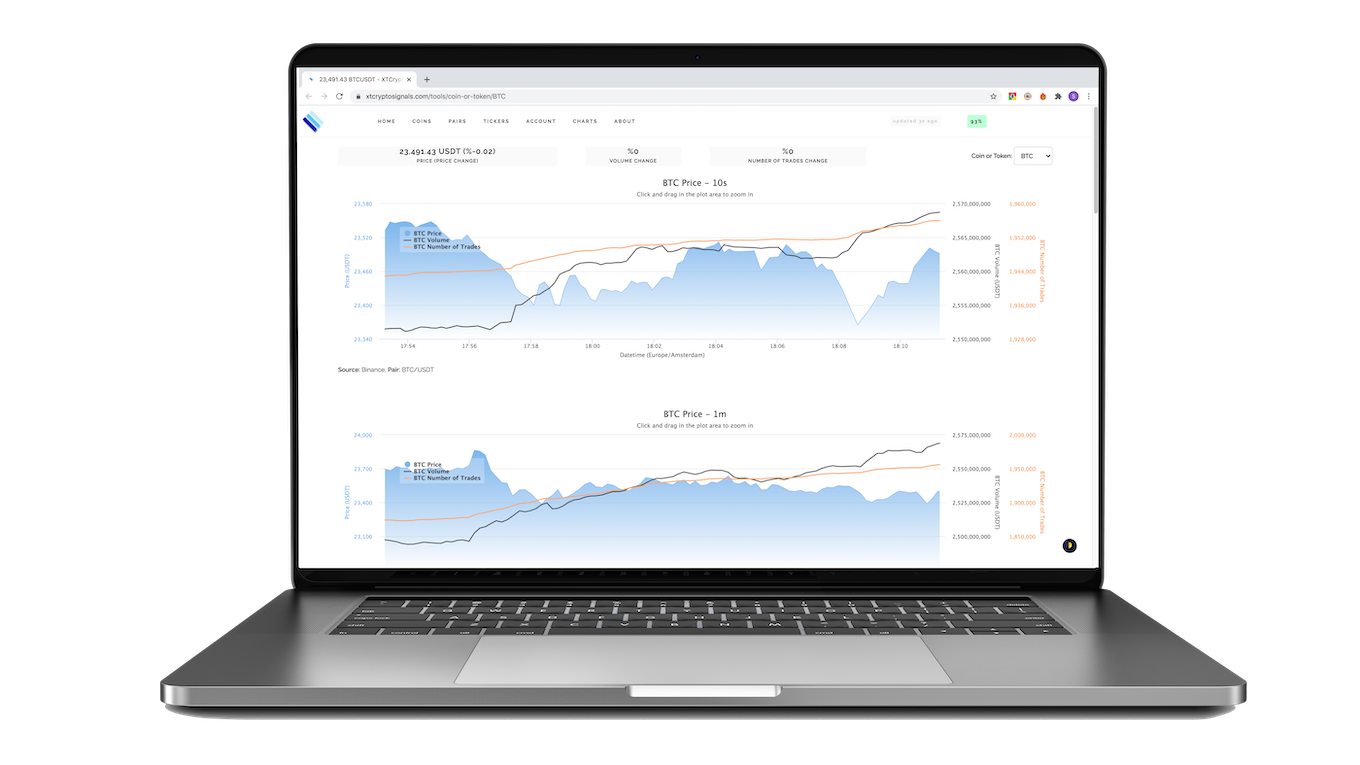 23,491.43 BTCUSDT - XTCryp
xtcryptosignals.com/tools/coin-or-token/BTC
HOME COINS PAIRS TICKERS ACCOUNT CHARTS ABOUT
updated 3s ago
93%
23,491.43 USDT (%-0.02)
PRICE (PRICE CHANGE)
%0
VOLUME CHANGE
%0
NUMBER OF TRADES CHANGE
Coin or Token: BTC
BTC Price - 10s
Click and drag in the plot area to zoom in
BTC Price
BTC Volume
BTC Number of Trades
Price (USDT)
23,580
23,520
23,460
23,400
23,340
2,570,000,000
2,565,000,000
2,560,000,000
2,555,000,000
2,550,000,000
BTC Volume (USDT)
1,960,000
1,952,000
1,944,000
1,936,000
1,928,000
BTC Number of Trades
17:54 17:56 17:58 18:00 18:02 18:04 18:06 18:08 18:10
Datetime (Europe/Amsterdam)
Source: Binance, Pair: BTC/USDT
BTC Price - 1m
Click and drag in the plot area to zoom in
BTC Price
BTC Volume
BTC Number of Trades
Price (USDT)
24,000
23,700
23,400
23,100
2,575,000,000
2,550,000,000
2,525,000,000
2,500,000,000
BTC Volume (USDT)
2,000,000
1,950,000
1,900,000
1,850,000
BTC Number of Trades